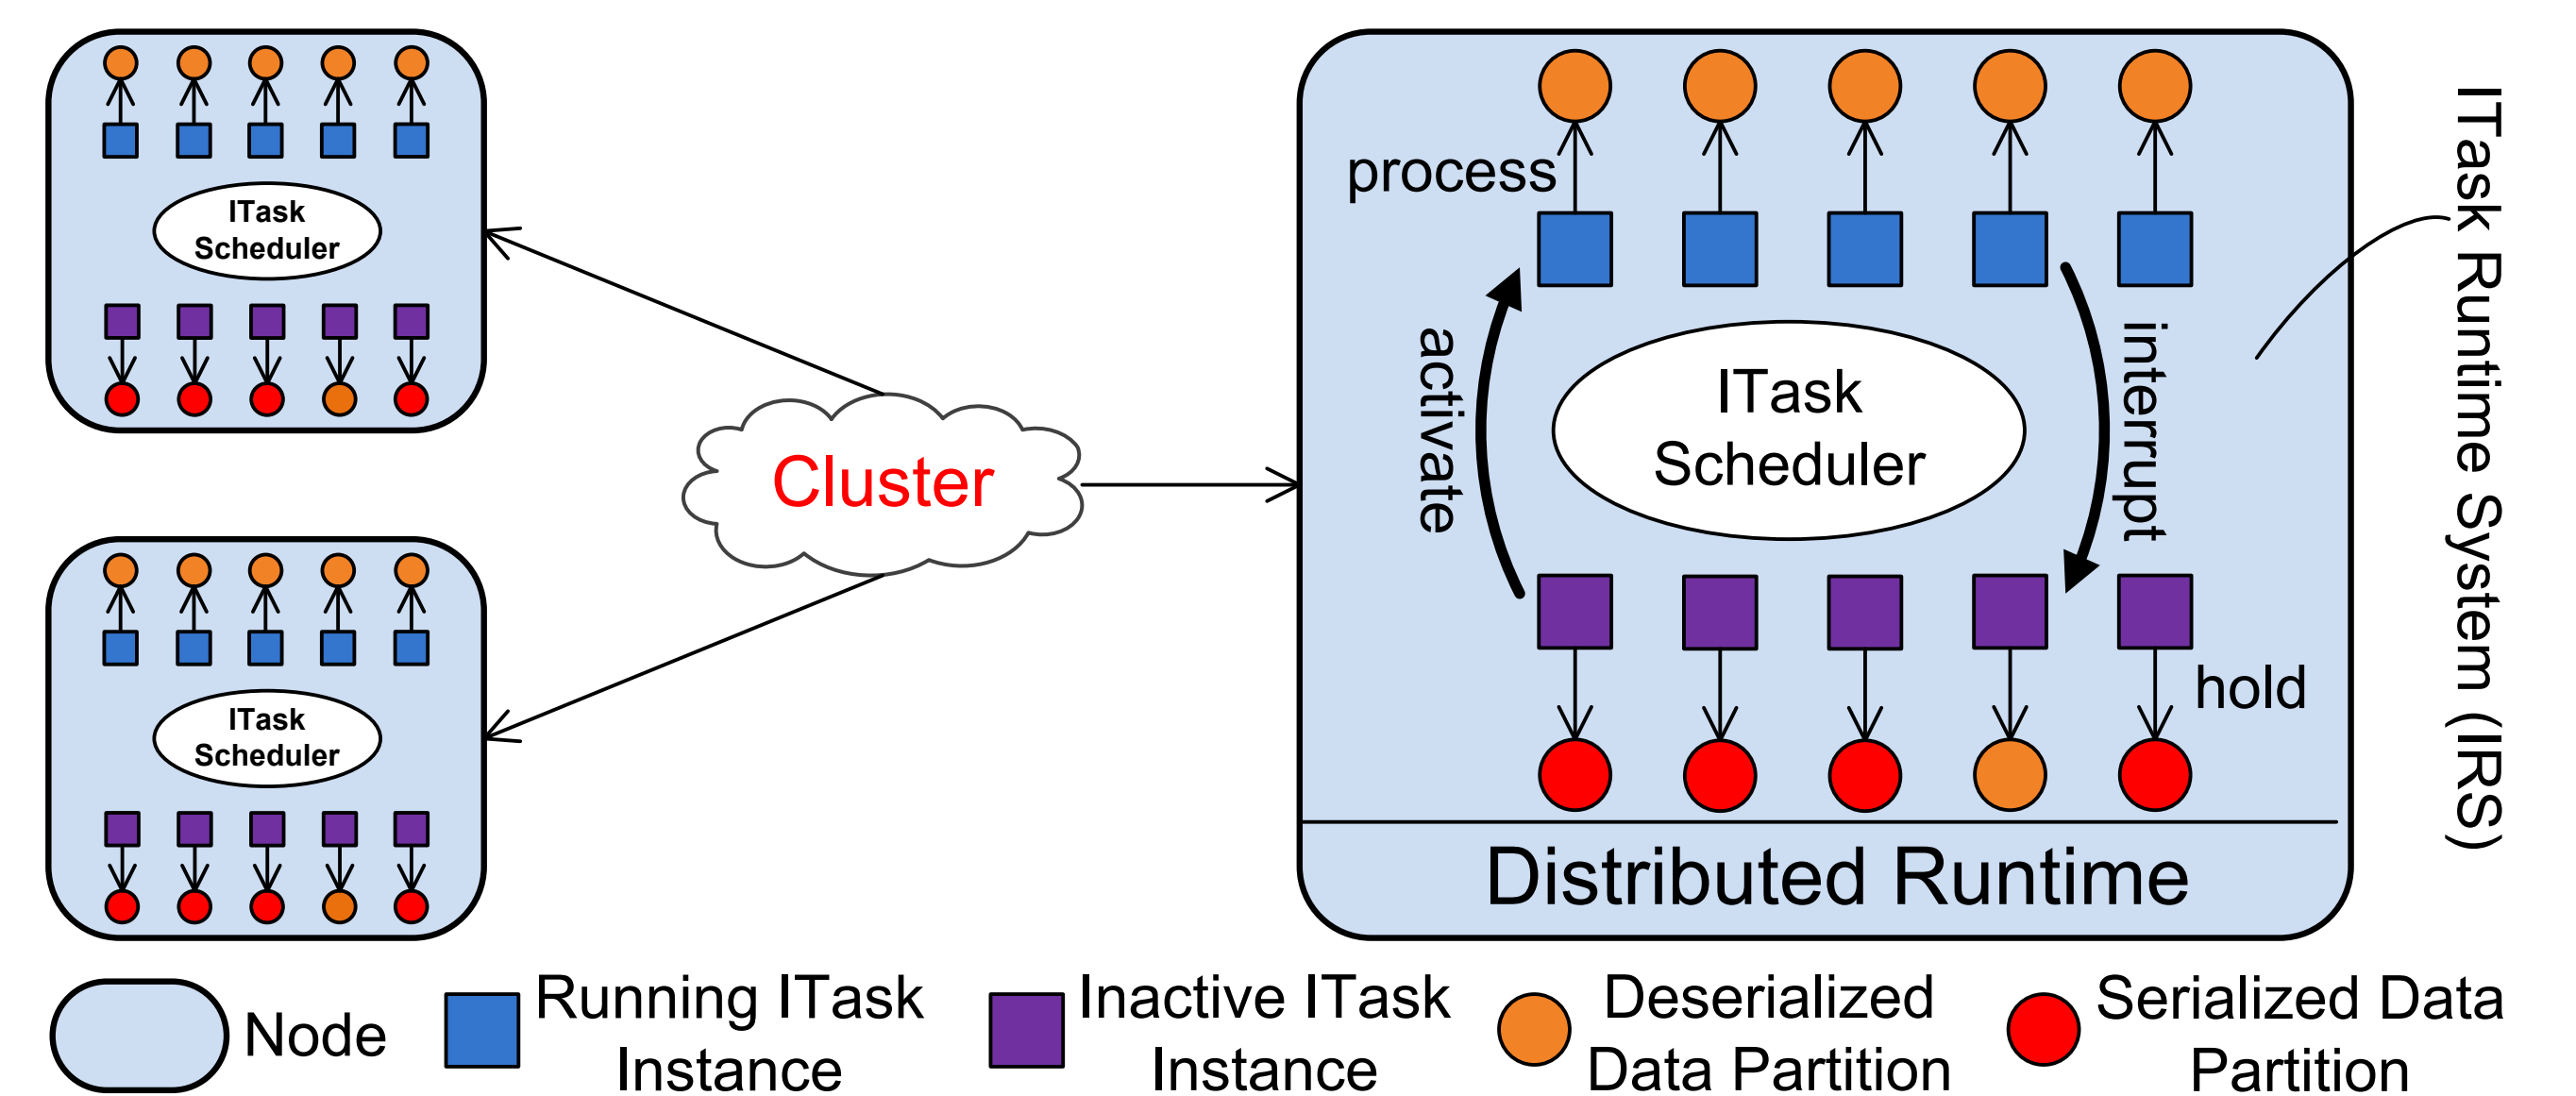 ITask
Scheduler
ITask
Scheduler
Cluster
process
activate
ITask
Scheduler
interrupt
hold
Distributed Runtime
ITask Runtime System (IRS)
Node
Running ITask
Instance
Inactive ITask
Instance
Deserialized
Data Partition
Serialized Data
Partition